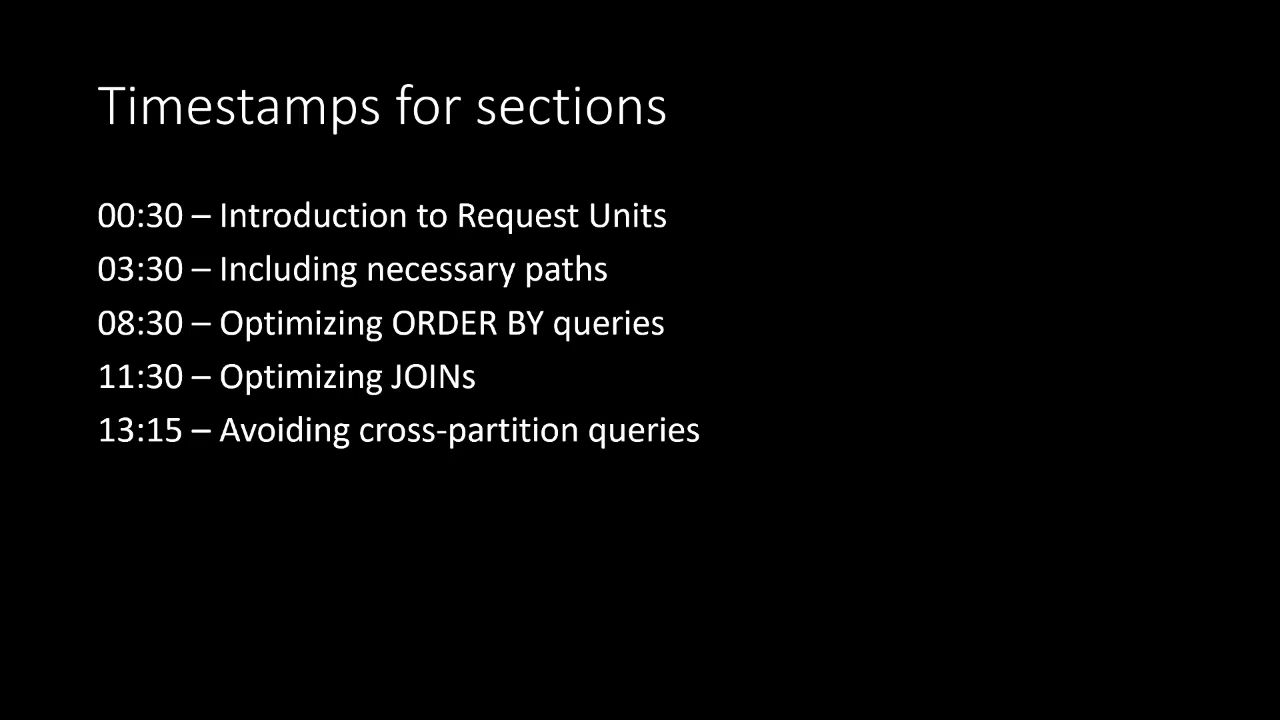 Timestamps for sections
00:30 – Introduction to Request Units
03:30 – Including necessary paths
08:30 – Optimizing ORDER BY queries
11:30 – Optimizing JOINs
13:15 – Avoiding cross-partition queries